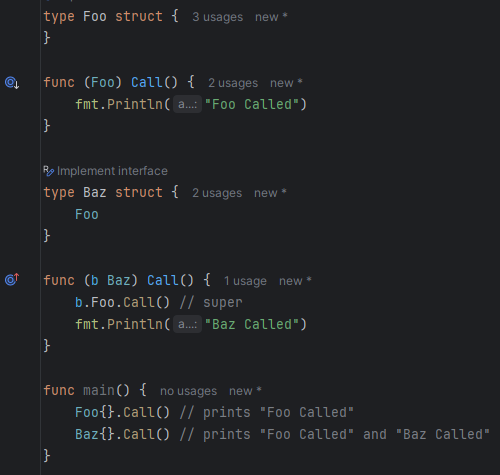 type Foo struct { 3 usages new *
}
func (Foo) Call() { 2 usages new *
fmt.Println( a...: "Foo Called")
}
Implement interface
type Baz struct { 2 usages new *
Foo
}
func (b Baz) Call() { 1 usage new *
b.Foo.Call() // super
fmt.Println( a...: "Baz Called")
}
func main() { no usages new *
Foo{}.Call() // prints "Foo Called"
Baz{}.Call() // prints "Foo Called" and "Baz Called"
}